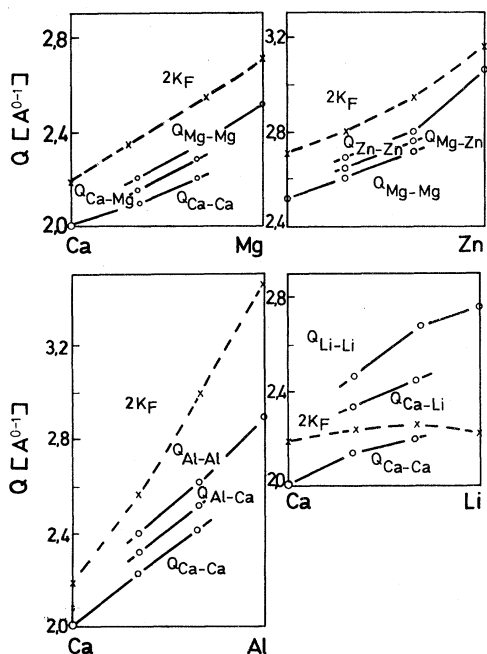 Q [A⁰⁻¹]
2,8
2,4
2,0
2K_F
Q_Mg-Mg
Q_Ca-Mg
Q_Ca-Ca
Ca
Mg
3,2
2,8
2,4
2K_F
Q_Zn-Zn
Q_Mg-Zn
Q_Mg-Mg
Zn
Q [A⁰⁻¹]
3,2
2,8
2,4
2,0
2K_F
Q_Al-Al
Q_Al-Ca
Q_Ca-Ca
Ca
Al
2,8
2,4
2,0
Q_Li-Li
Q_Ca-Li
2K_F
Q_Ca-Ca
Ca
Li